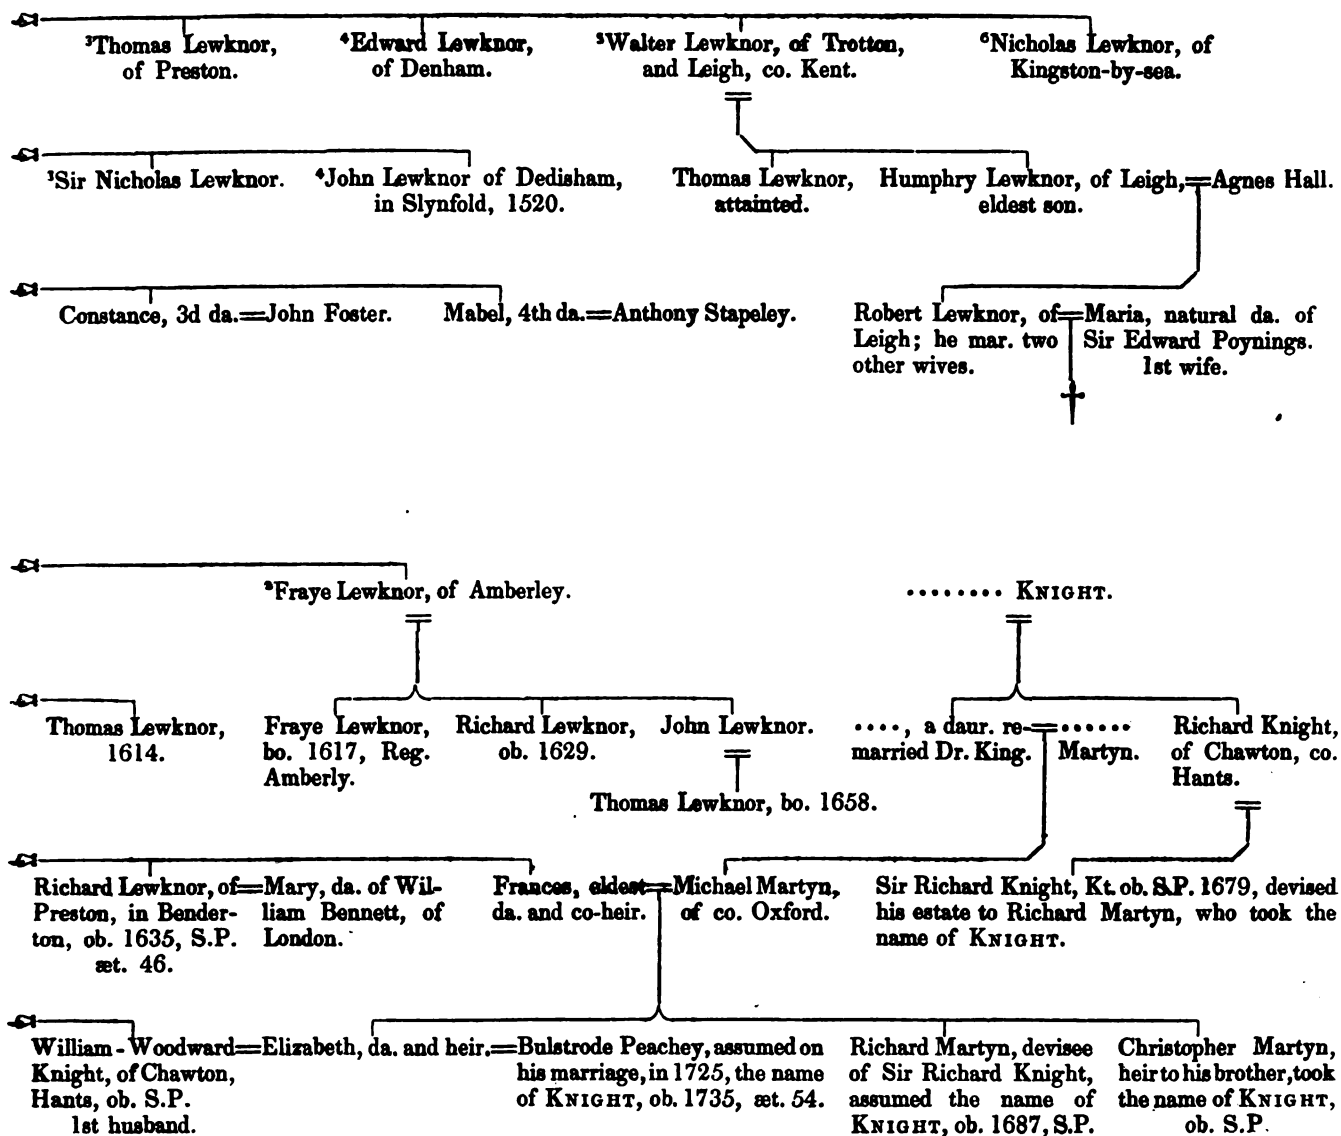 ³Thomas Lewknor,
of Preston.
⁴Edward Lewknor,
of Denham.
⁵Walter Lewknor, of Trotton,
and Leigh, co. Kent.
⁶Nicholas Lewknor, of
Kingston-by-sea.
³Sir Nicholas Lewknor.
⁴John Lewknor of Dedisham,
in Slynfold, 1520.
Thomas Lewknor,
attainted.
Humphry Lewknor, of Leigh,=Agnes Hall.
eldest son.
Constance, 3d da.=John Foster.
Mabel, 4th da.=Anthony Stapeley.
Robert Lewknor, of=Maria, natural da. of
Leigh; he mar. two Sir Edward Poynings.
other wives. 1st wife.
²Fraye Lewknor, of Amberley.
........ KNIGHT.
Thomas Lewknor,
1614.
Fraye Lewknor,
bo. 1617, Reg.
Amberly.
Richard Lewknor,
ob. 1629.
John Lewknor.
Thomas Lewknor, bo. 1658.
...., a daur. re-=......
married Dr. King. Martyn.
Richard Knight,
of Chawton, co.
Hants.
Richard Lewknor, of=Mary, da. of Wil-
Preston, in Bender- liam Bennett, of
ton, ob. 1635, S.P. London.
æt. 46.
Frances, eldest=Michael Martyn,
da. and co-heir. of co. Oxford.
Sir Richard Knight, Kt. ob. S.P. 1679, devised
his estate to Richard Martyn, who took the
name of KNIGHT.
William-Woodward=Elizabeth, da. and heir.=Bulstrode Peachey, assumed on
Knight, of Chawton, his marriage, in 1725, the name
Hants, ob. S.P. of KNIGHT, ob. 1735, æt. 54.
1st husband.
Richard Martyn, devisee
of Sir Richard Knight,
assumed the name of
KNIGHT, ob. 1687, S.P.
Christopher Martyn,
heir to his brother, took
the name of KNIGHT,
ob. S.P.